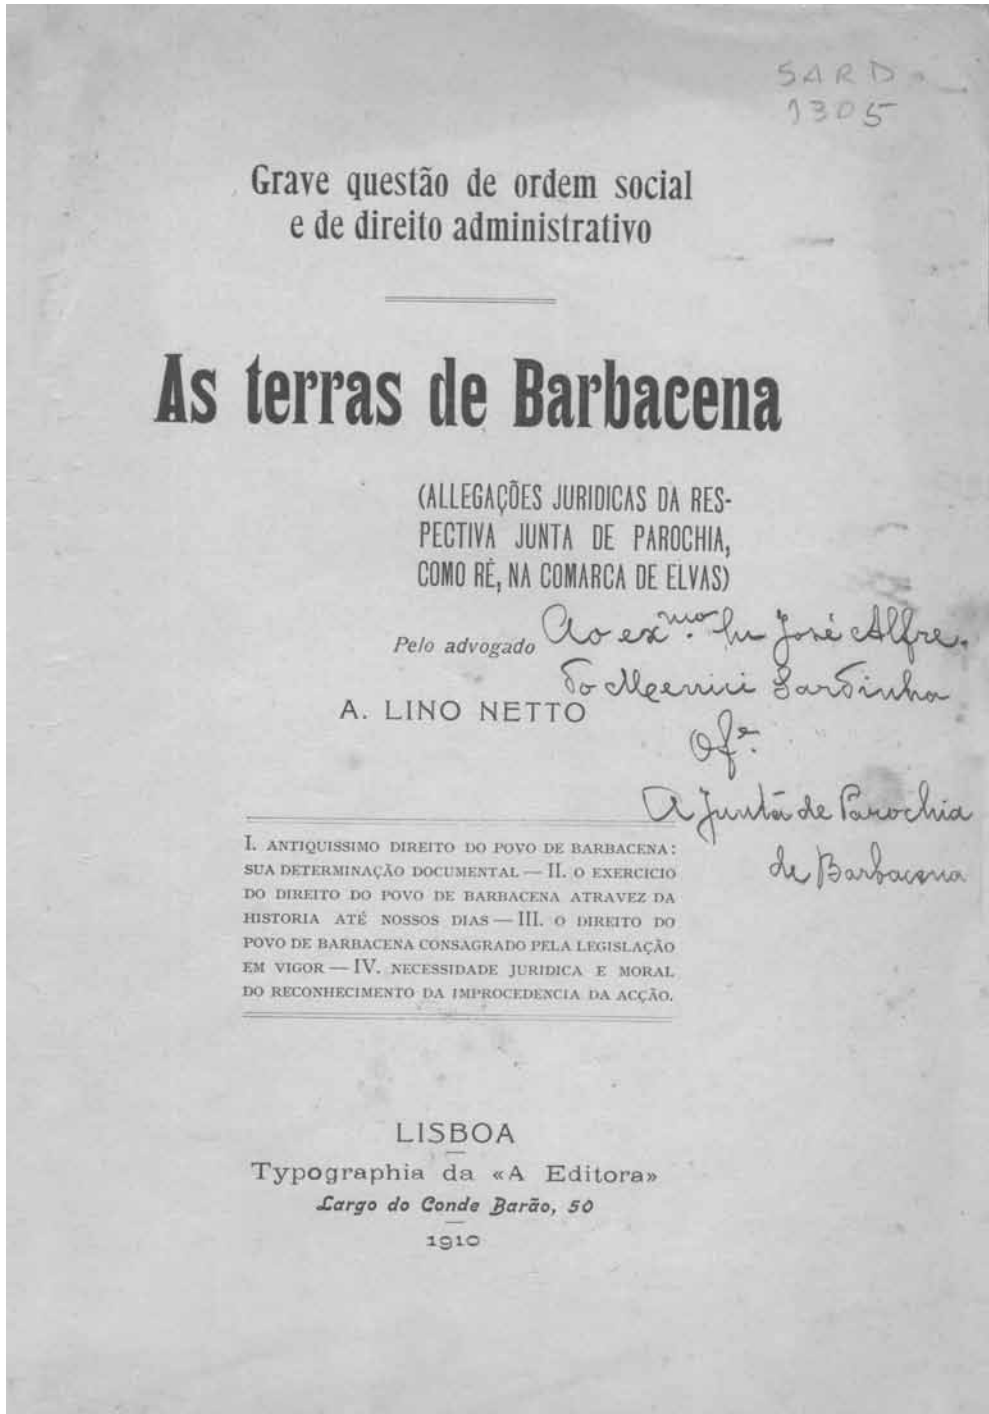 SARD.
1305
Grave questão de ordem social
e de direito administrativo
As terras de Barbacena
(ALLEGAÇÕES JURIDICAS DA RES-
PECTIVA JUNTA DE PAROCHIA,
COMO RÉ, NA COMARCA DE ELVAS)
Pelo advogado
A. LINO NETTO
Ao exmo. José Alfre-
do Sardinha
Ofe.
A Junta de Parochia
de Barbacena
I. ANTIQUISSIMO DIREITO DO POVO DE BARBACENA:
SUA DETERMINAÇÃO DOCUMENTAL — II. O EXERCICIO
DO DIREITO DO POVO DE BARBACENA ATRAVEZ DA
HISTORIA ATÉ NOSSOS DIAS — III. O DIREITO DO
POVO DE BARBACENA CONSAGRADO PELA LEGISLAÇÃO
EM VIGOR — IV. NECESSIDADE JURIDICA E MORAL
DO RECONHECIMENTO DA IMPROCEDENCIA DA ACÇÃO.
LISBOA
Typographia da «A Editora»
Largo do Conde Barão, 50
1910